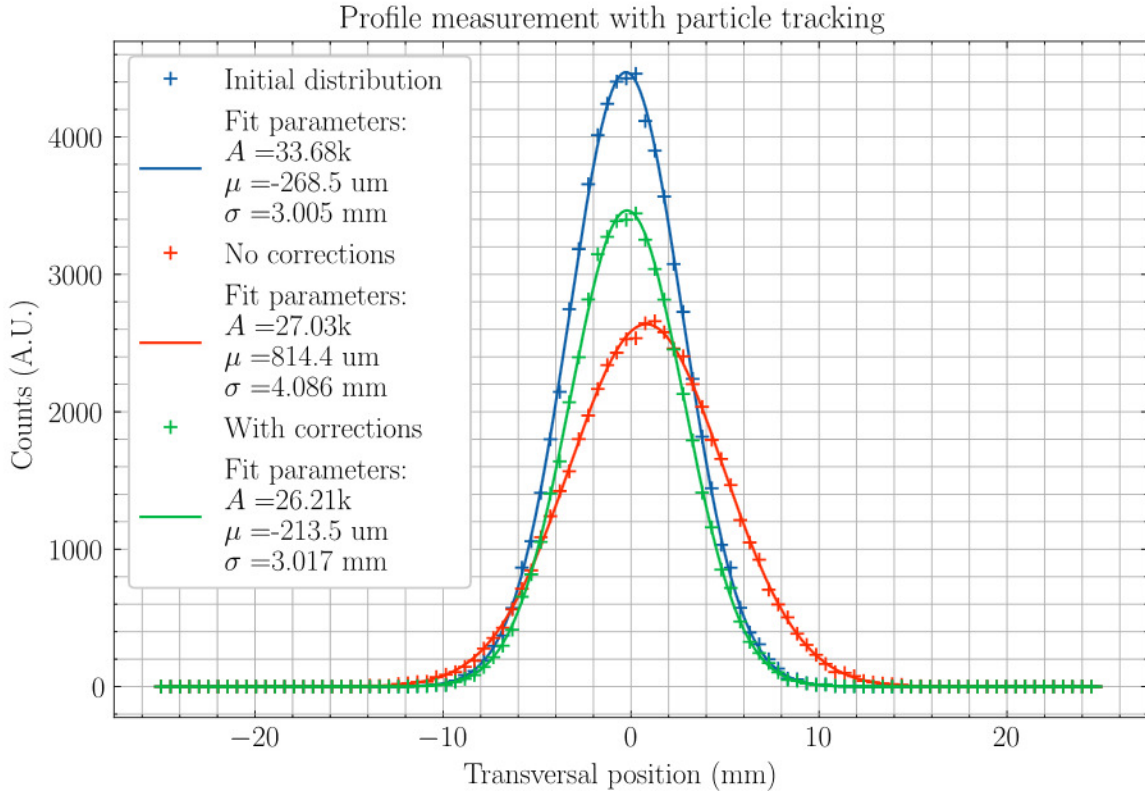 Profile measurement with particle tracking
Initial distribution
Fit parameters:
A =33.68k
μ =-268.5 um
σ =3.005 mm
No corrections
Fit parameters:
A =27.03k
μ =814.4 um
σ =4.086 mm
With corrections
Fit parameters:
A =26.21k
μ =-213.5 um
σ =3.017 mm
Counts (A.U.)
4000
3000
2000
1000
0
−20
−10
0
10
20
Transversal position (mm)